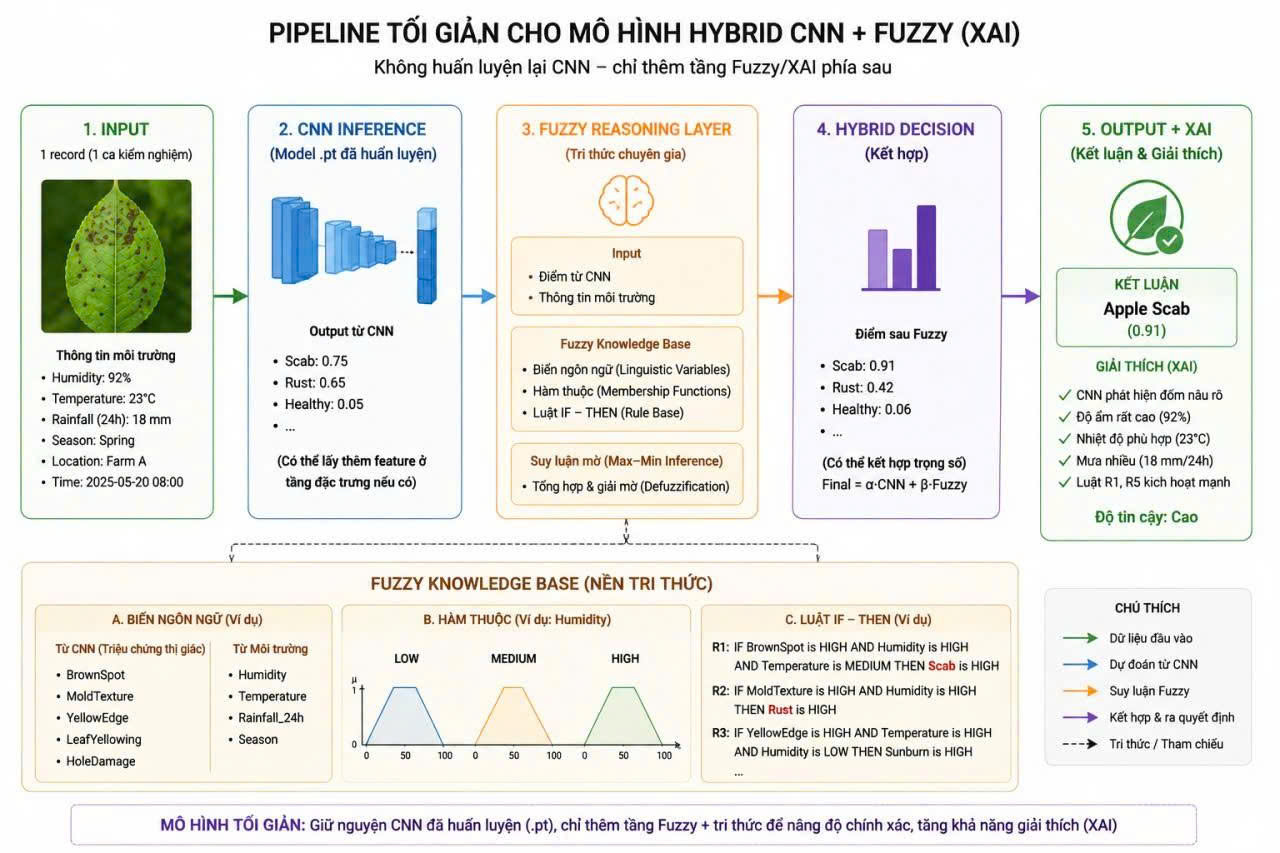 PIPELINE TỐI GIẢN CHO MÔ HÌNH HYBRID CNN + FUZZY (XAI)
Không huấn luyện lại CNN – chỉ thêm tầng Fuzzy/XAI phía sau
1. INPUT
1 record (1 ca kiểm nghiệm)
Thông tin môi trường
• Humidity: 92%
• Temperature: 23°C
• Rainfall (24h): 18 mm
• Season: Spring
• Location: Farm A
• Time: 2025-05-20 08:00
2. CNN INFERENCE
(Model .pt đã huấn luyện)
Output từ CNN
• Scab: 0.75
• Rust: 0.65
• Healthy: 0.05
• ...
(Có thể lấy thêm feature ở
tầng đặc trưng nếu có)
3. FUZZY REASONING LAYER
(Tri thức chuyên gia)
Input
• Điểm từ CNN
• Thông tin môi trường
Fuzzy Knowledge Base
• Biến ngôn ngữ (Linguistic Variables)
• Hàm thuộc (Membership Functions)
• Luật IF – THEN (Rule Base)
Suy luận mờ (Max–Min Inference)
• Tổng hợp & giải mờ (Defuzzification)
4. HYBRID DECISION
(Kết hợp)
Điểm sau Fuzzy
• Scab: 0.91
• Rust: 0.42
• Healthy: 0.06
• ...
(Có thể kết hợp trọng số)
Final = α·CNN + β·Fuzzy
5. OUTPUT + XAI
(Kết luận & Giải thích)
KẾT LUẬN
Apple Scab
(0.91)
GIẢI THÍCH (XAI)
✓ CNN phát hiện đốm nâu rõ
✓ Độ ẩm rất cao (92%)
✓ Nhiệt độ phù hợp (23°C)
✓ Mưa nhiều (18 mm/24h)
✓ Luật R1, R5 kích hoạt mạnh
Độ tin cậy: Cao
FUZZY KNOWLEDGE BASE (NỀN TRI THỨC)
A. BIẾN NGÔN NGỮ (Ví dụ)
Từ CNN (Triệu chứng thị giác)
• BrownSpot
• MoldTexture
• YellowEdge
• LeafYellowing
• HoleDamage
Từ Môi trường
• Humidity
• Temperature
• Rainfall_24h
• Season
B. HÀM THUỘC (Ví dụ: Humidity)
LOW MEDIUM HIGH
μ
1
0
0 50 100 0 50 100 0 50 100
C. LUẬT IF – THEN (Ví dụ)
R1: IF BrownSpot is HIGH AND Humidity is HIGH
AND Temperature is MEDIUM THEN Scab is HIGH
R2: IF MoldTexture is HIGH AND Humidity is HIGH
THEN Rust is HIGH
R3: IF YellowEdge is HIGH AND Temperature is HIGH
AND Humidity is LOW THEN Sunburn is HIGH
...
CHÚ THÍCH
Dữ liệu đầu vào
Dự đoán từ CNN
Suy luận Fuzzy
Kết hợp & ra quyết định
Tri thức / Tham chiếu
MÔ HÌNH TỐI GIẢN: Giữ nguyện CNN đã huấn luyện (.pt), chỉ thêm tầng Fuzzy + tri thức để nâng độ chính xác, tăng khả năng giải thích (XAI)